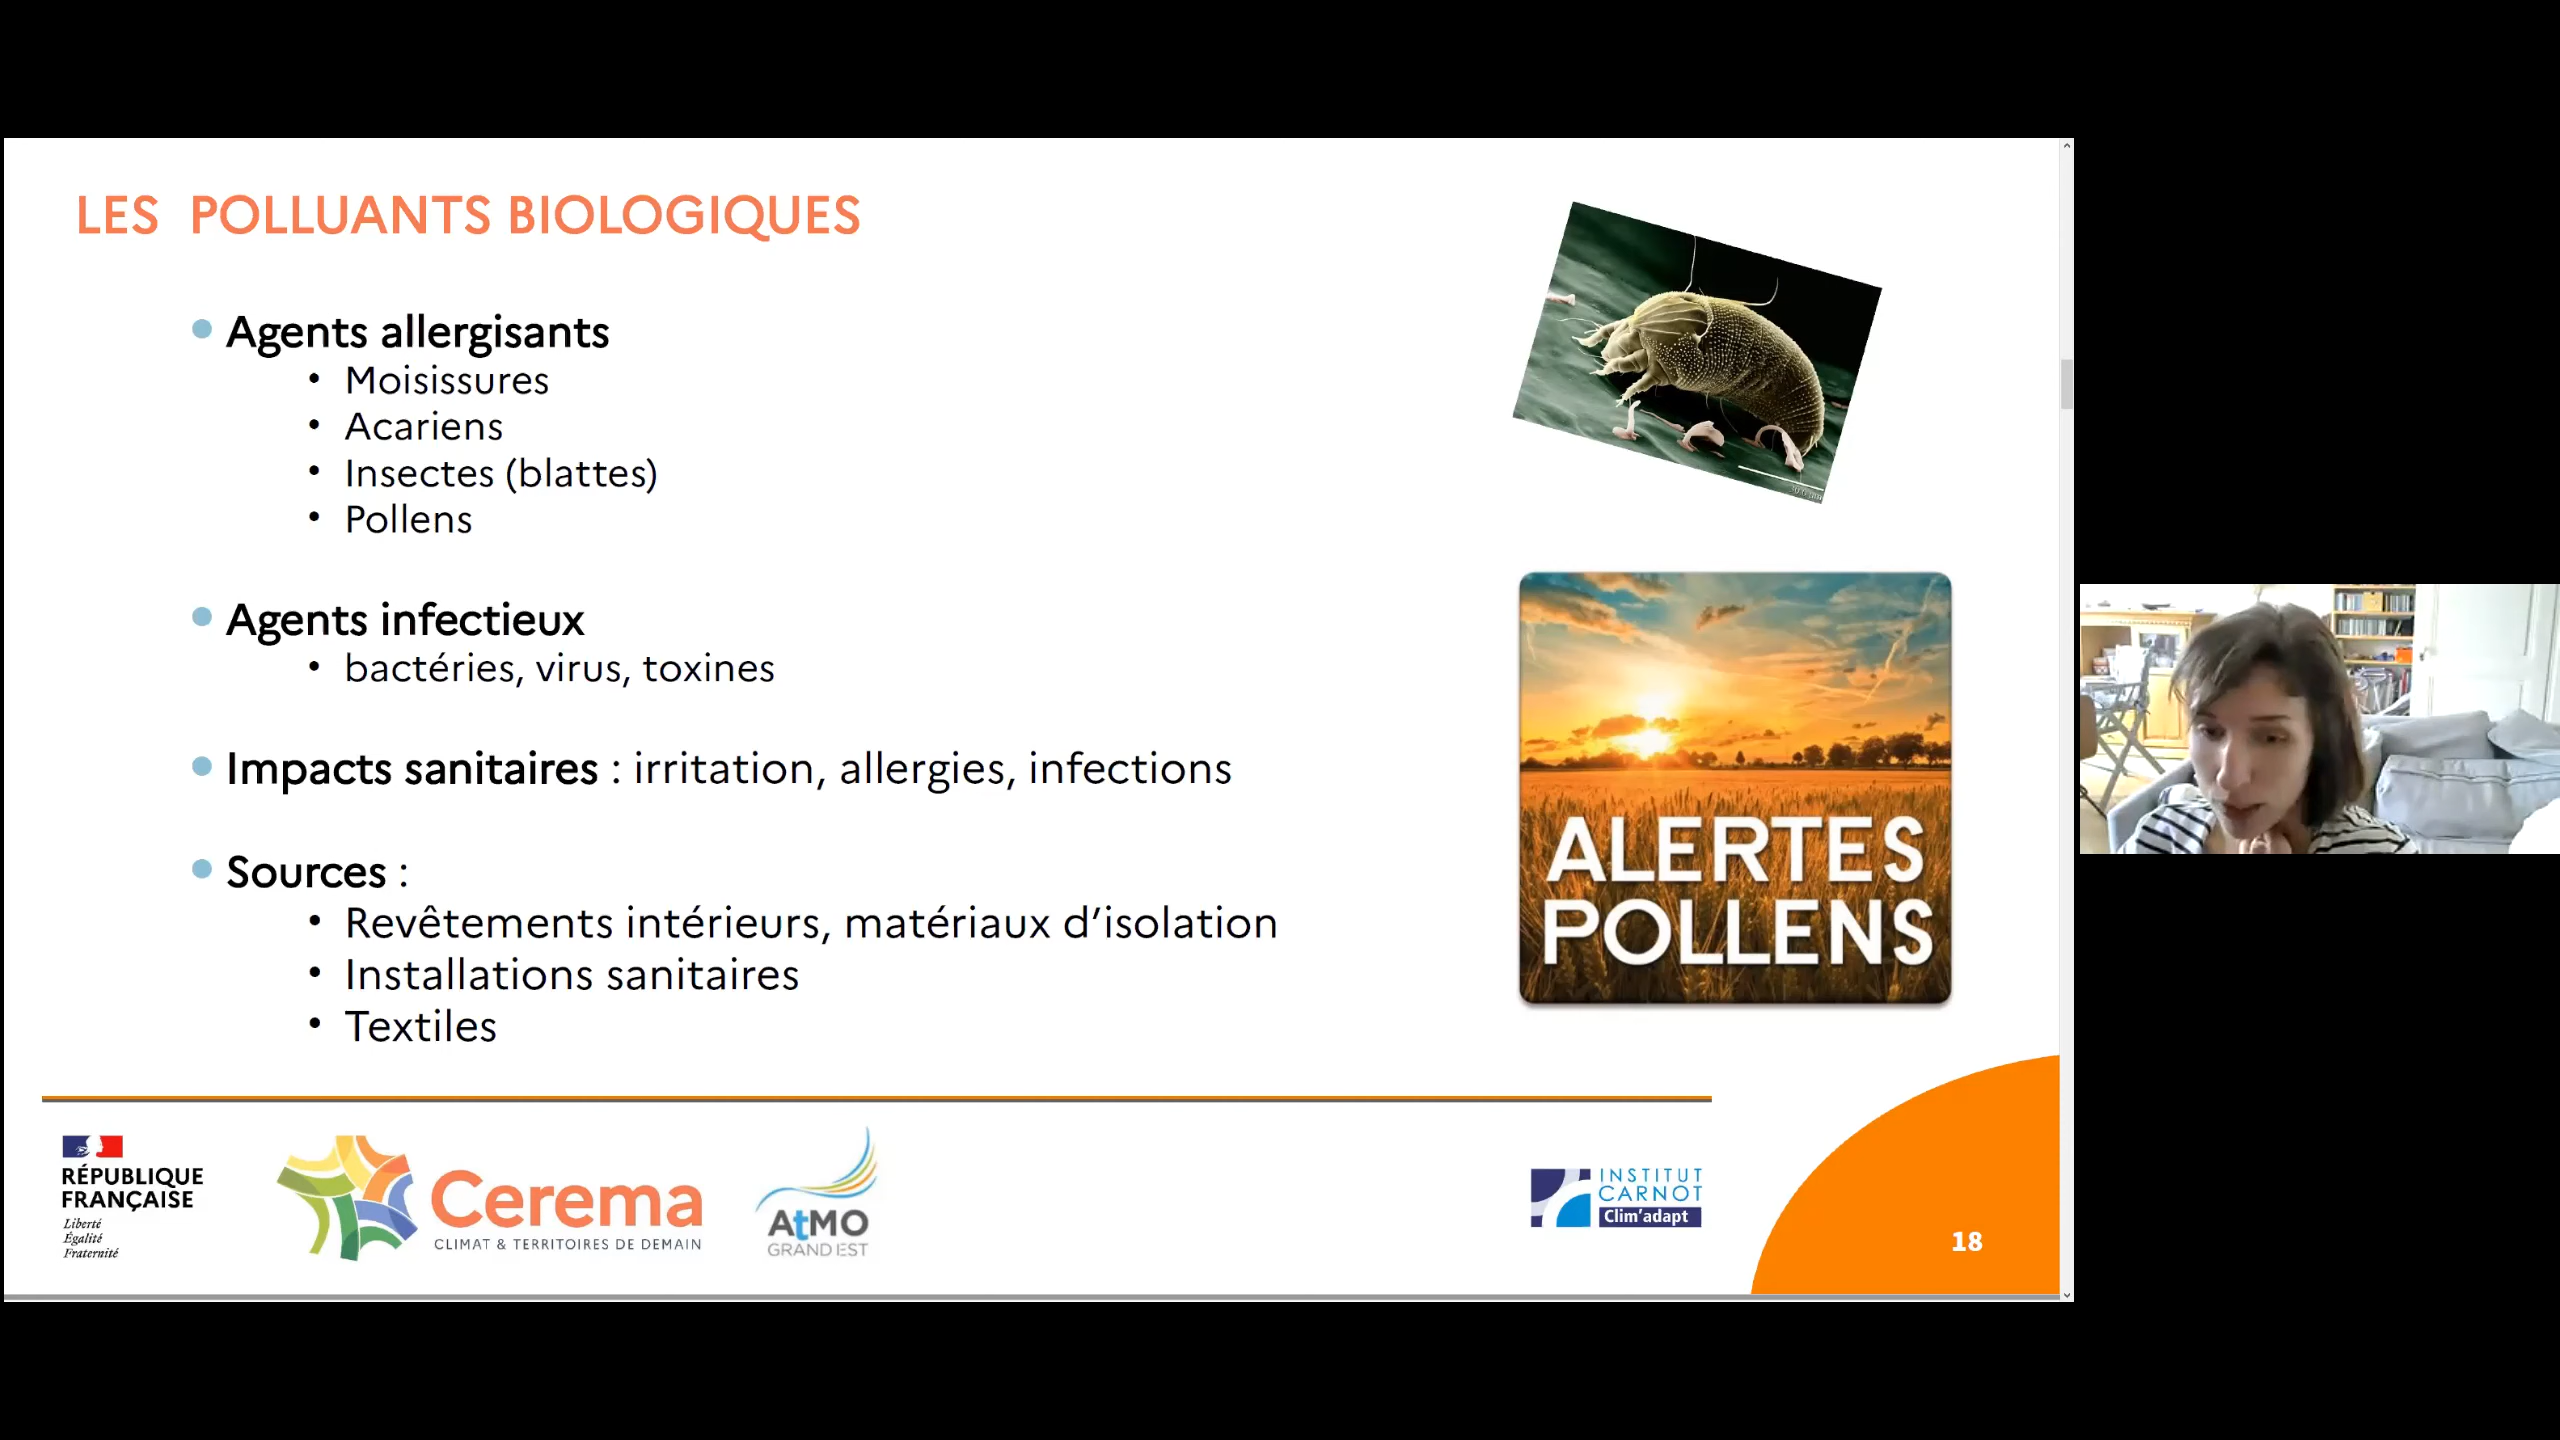 LES POLLUANTS BIOLOGIQUES
Agents allergisants
• Moisissures
• Acariens
• Insectes (blattes)
• Pollens
Agents infectieux
• bactéries, virus, toxines
Impacts sanitaires : irritation, allergies, infections
Sources :
• Revêtements intérieurs, matériaux d’isolation
• Installations sanitaires
• Textiles
ALERTES
POLLENS
RÉPUBLIQUE
FRANÇAISE
Liberté
Égalité
Fraternité
Cerema
CLIMAT & TERRITOIRES DE DEMAIN
AtMO
GRAND EST
INSTITUT
CARNOT
Clim’adapt
18